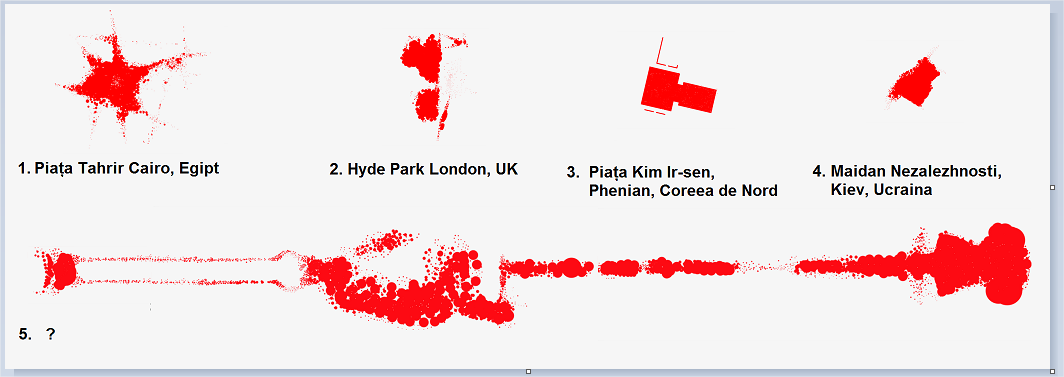 1. Piața Tahrir Cairo, Egipt
2. Hyde Park London, UK
3. Piața Kim Ir-sen,
Phenian, Coreea de Nord
4. Maidan Nezalezhnosti,
Kiev, Ucraina
5. ?